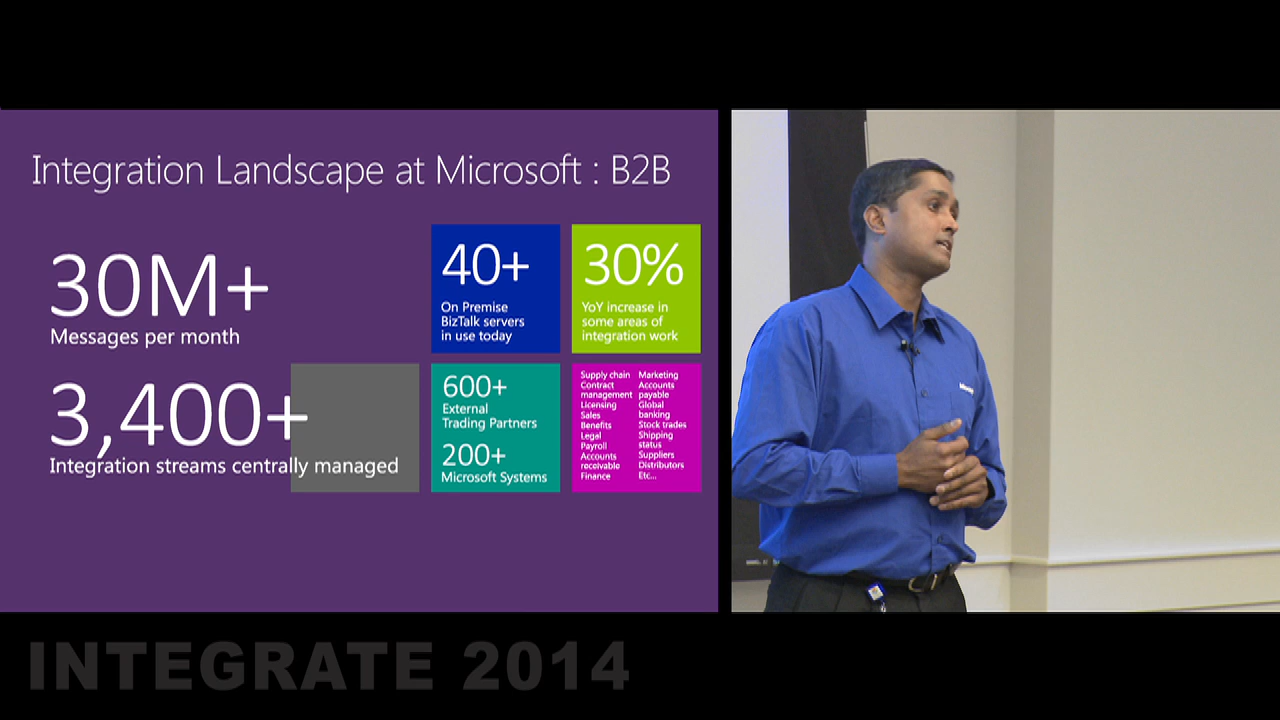 Integration Landscape at Microsoft : B2B
30M+
Messages per month
3,400+
Integration streams centrally managed
40+
On Premise
BizTalk servers
in use today
30%
YoY increase in
some areas of
integration work
600+
External
Trading Partners
200+
Microsoft Systems
Supply chain
Contract
management
Licensing
Sales
Benefits
Legal
Payroll
Accounts
receivable
Finance
Marketing
Accounts
payable
Global
banking
Stock trades
Shipping
status
Suppliers
Distributors
Etc...
INTEGRATE 2014